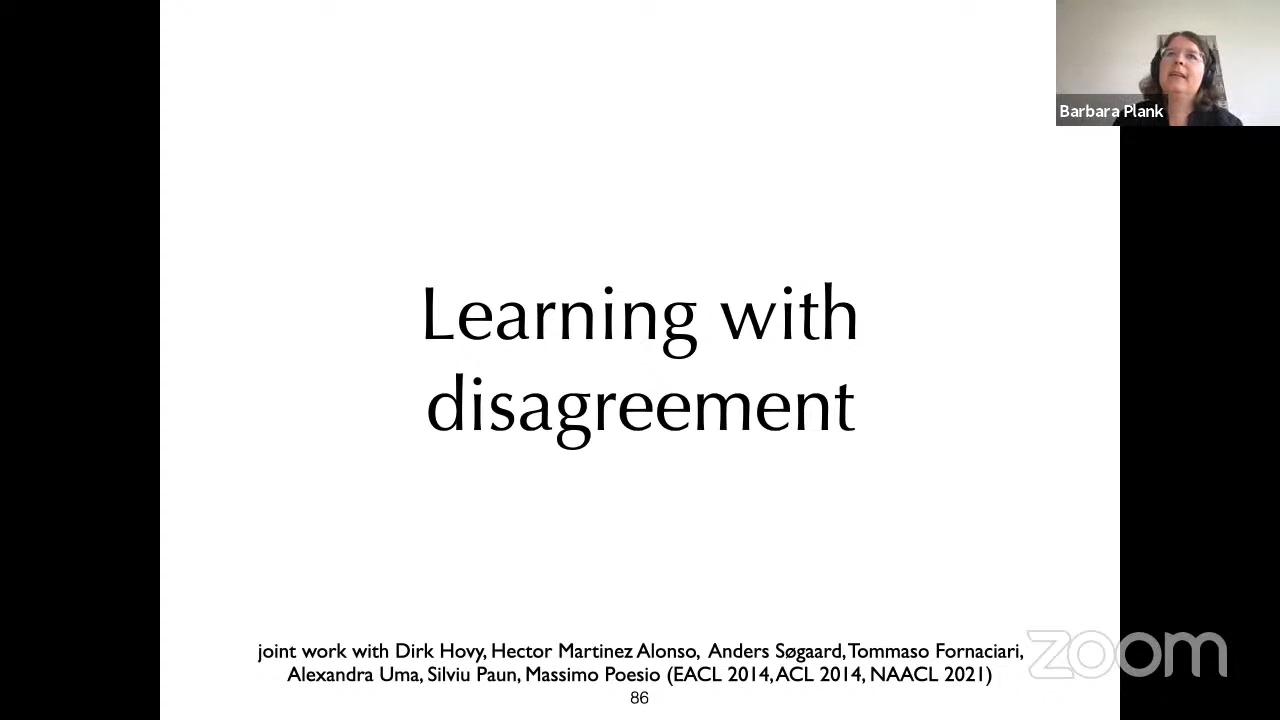 Barbara Plank
Learning with
disagreement
joint work with Dirk Hovy, Hector Martinez Alonso, Anders Søgaard, Tommaso Fornaciari,
Alexandra Uma, Silviu Paun, Massimo Poesio (EACL 2014, ACL 2014, NAACL 2021)
86
zoom